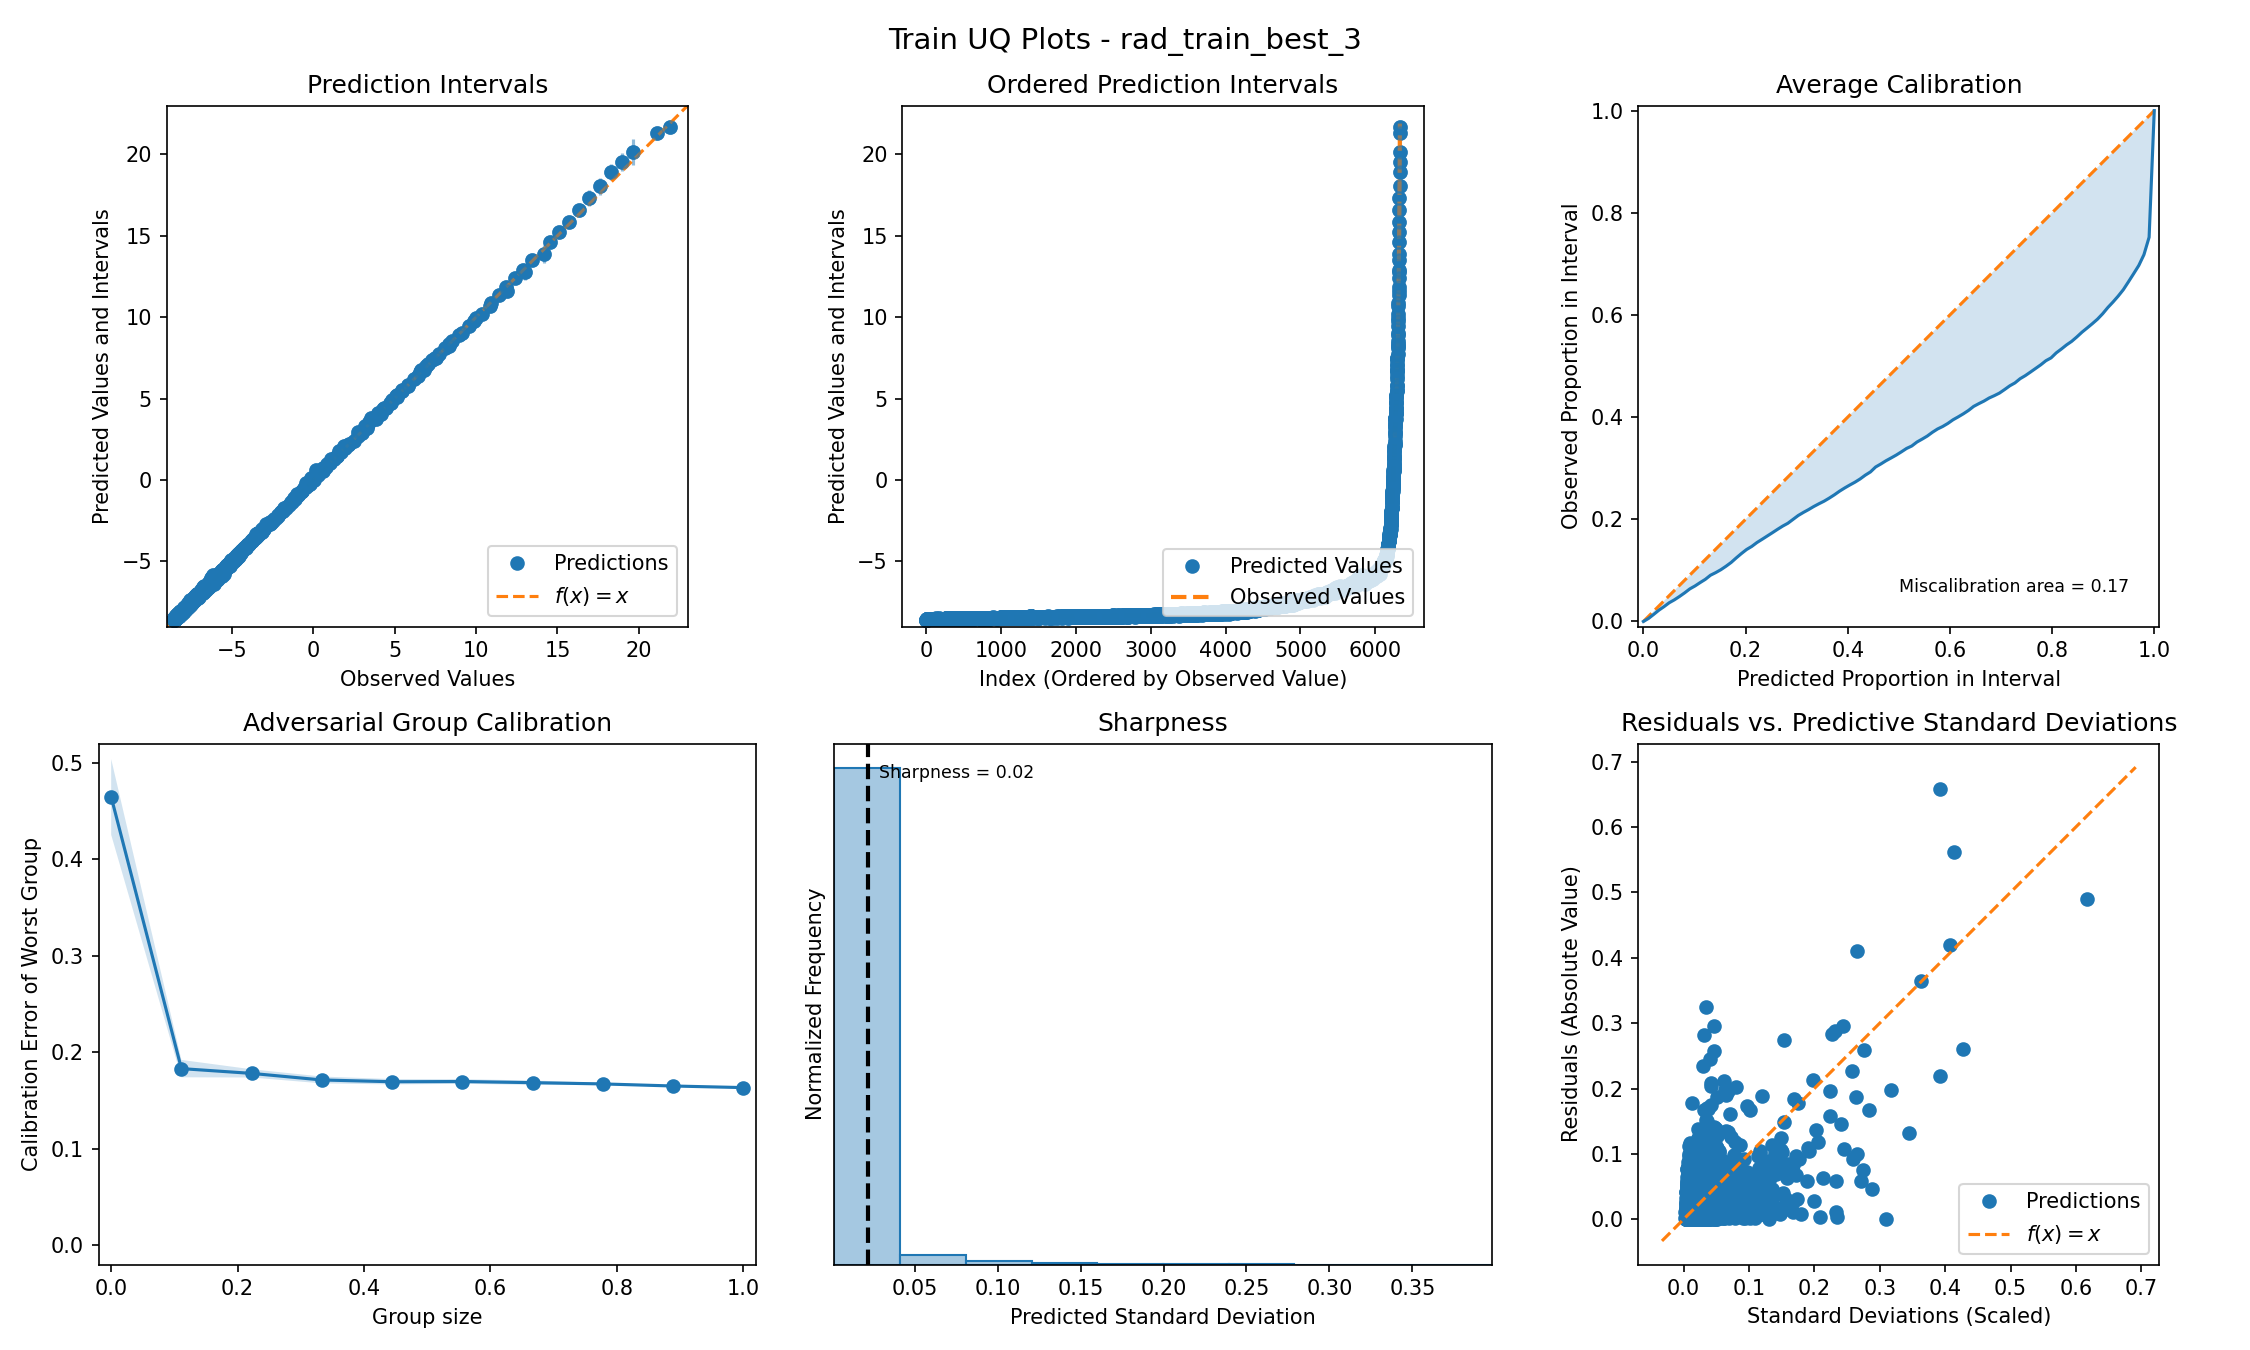 Train UQ Plots - rad_train_best_3
Prediction Intervals
Predicted Values and Intervals
20
15
10
5
0
−5
−5
0
5
10
15
20
Observed Values
Predictions
f(x) = x
Ordered Prediction Intervals
Predicted Values and Intervals
20
15
10
5
0
−5
0
1000
2000
3000
4000
5000
6000
Index (Ordered by Observed Value)
Predicted Values
Observed Values
Average Calibration
Observed Proportion in Interval
1.0
0.8
0.6
0.4
0.2
0.0
0.0
0.2
0.4
0.6
0.8
1.0
Predicted Proportion in Interval
Miscalibration area = 0.17
Adversarial Group Calibration
Calibration Error of Worst Group
0.5
0.4
0.3
0.2
0.1
0.0
0.0
0.2
0.4
0.6
0.8
1.0
Group size
Sharpness
Normalized Frequency
Sharpness = 0.02
0.05
0.10
0.15
0.20
0.25
0.30
0.35
Predicted Standard Deviation
Residuals vs. Predictive Standard Deviations
Residuals (Absolute Value)
0.7
0.6
0.5
0.4
0.3
0.2
0.1
0.0
0.0
0.1
0.2
0.3
0.4
0.5
0.6
0.7
Standard Deviations (Scaled)
Predictions
f(x) = x